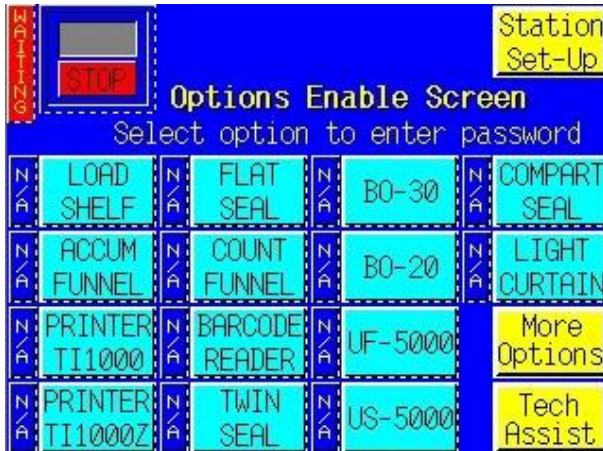 WAITING
STOP
Station
Set-Up
Options Enable Screen
Select option to enter password
N/A
LOAD
SHELF
N/A
FLAT
SEAL
N/A
BO-30
N/A
COMPART
SEAL
N/A
ACCUM
FUNNEL
N/A
COUNT
FUNNEL
N/A
BO-20
N/A
LIGHT
CURTAIN
N/A
PRINTER
TI1000
N/A
BARCODE
READER
N/A
UF-5000
More
Options
N/A
PRINTER
TI1000Z
N/A
TWIN
SEAL
N/A
US-5000
Tech
Assist